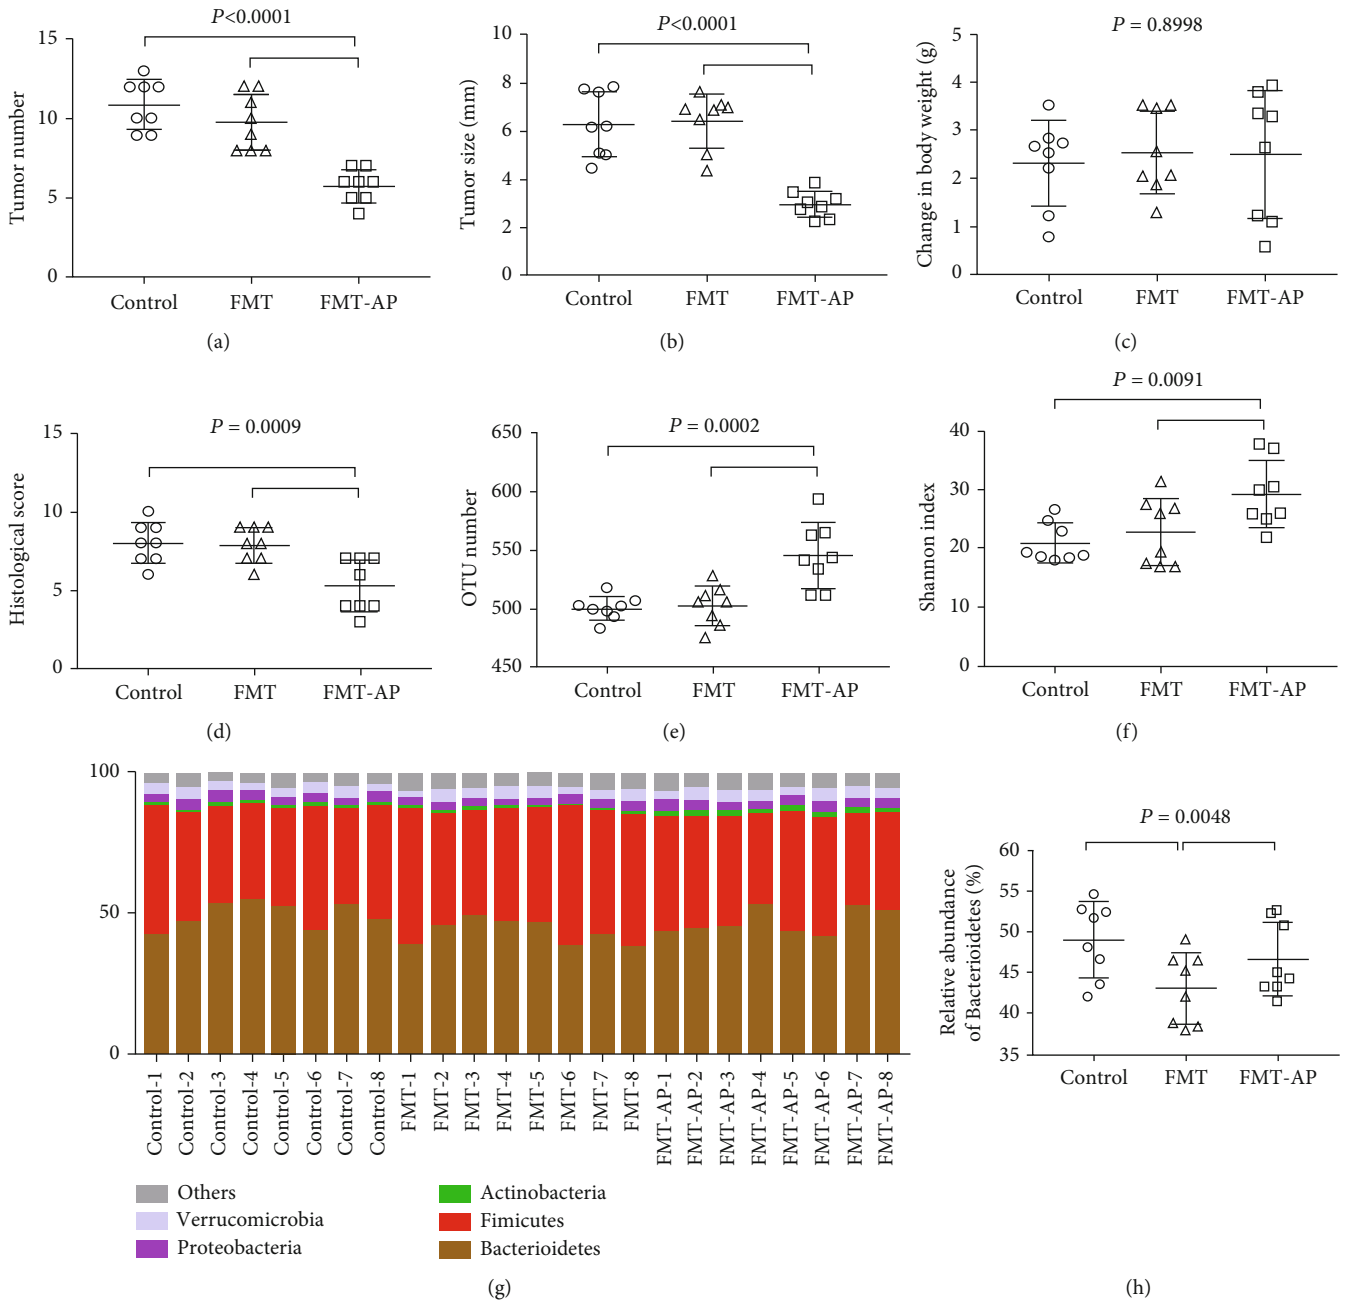 P<0.0001
Tumor number
15
10
5
0
Control
FMT
FMT-AP
(a)
P<0.0001
Tumor size (mm)
10
8
6
4
2
0
Control
FMT
FMT-AP
(b)
P = 0.8998
Change in body weight (g)
5
4
3
2
1
0
Control
FMT
FMT-AP
(c)
P = 0.0009
Histological score
15
10
5
0
Control
FMT
FMT-AP
(d)
P = 0.0002
OTU number
650
600
550
500
450
Control
FMT
FMT-AP
(e)
P = 0.0091
Shannon index
40
30
20
10
0
Control
FMT
FMT-AP
(f)
100
50
0
Control-1
Control-2
Control-3
Control-4
Control-5
Control-6
Control-7
Control-8
FMT-1
FMT-2
FMT-3
FMT-4
FMT-5
FMT-6
FMT-7
FMT-8
FMT-AP-1
FMT-AP-2
FMT-AP-3
FMT-AP-4
FMT-AP-5
FMT-AP-6
FMT-AP-7
FMT-AP-8
Others
Verrucomicrobia
Proteobacteria
Actinobacteria
Fimicutes
Bacterioidetes
(g)
P = 0.0048
Relative abundance
of Bacterioidetes (%)
60
55
50
45
40
35
Control
FMT
FMT-AP
(h)